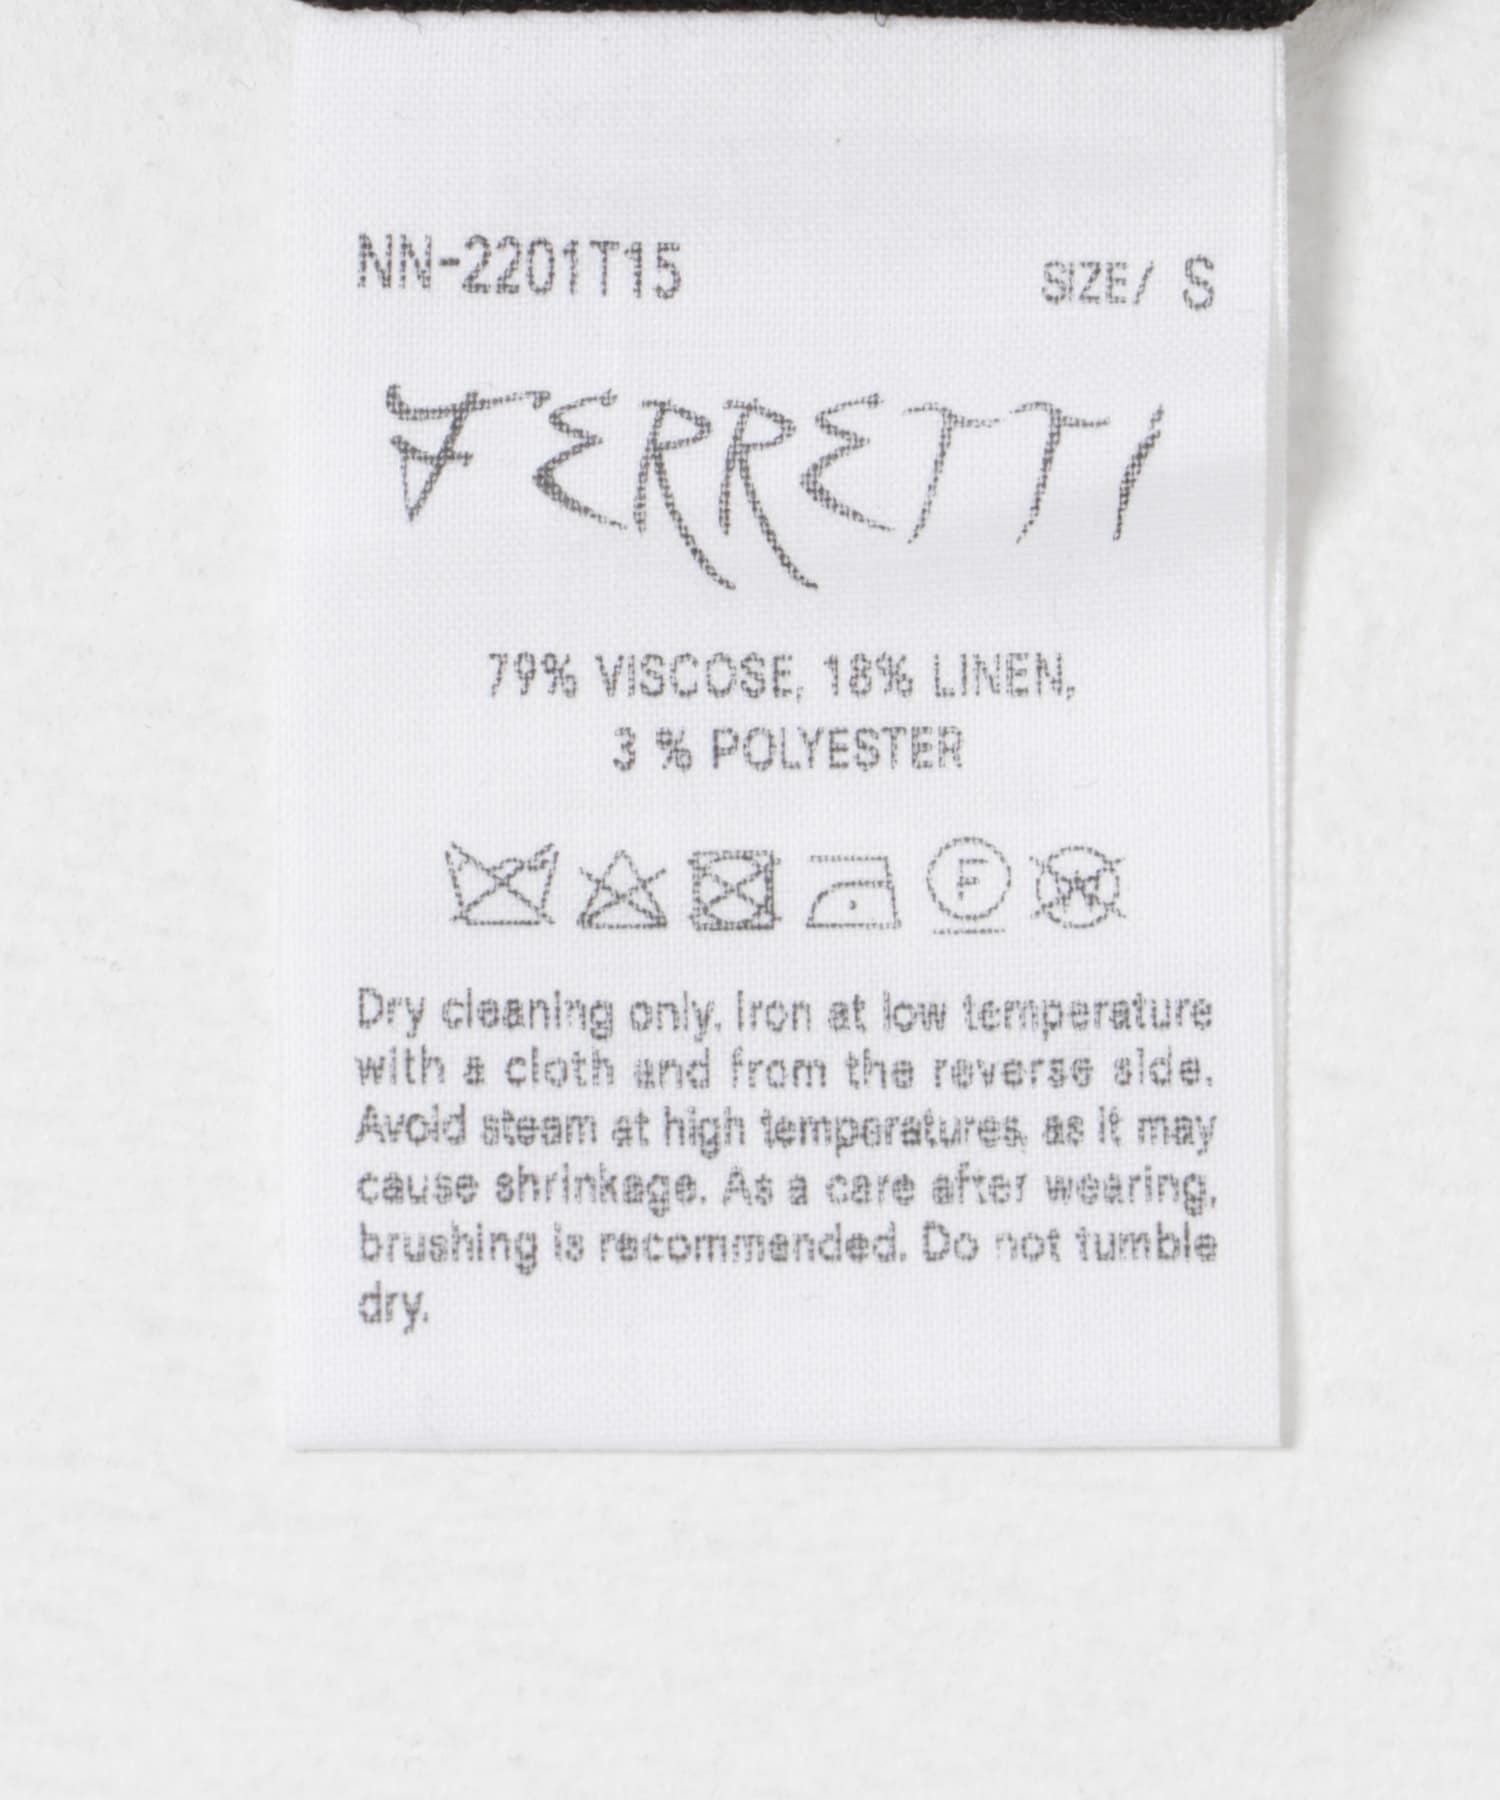 NN-2201T15 SIZE/ S
FERRETTI
79% VISCOSE, 18% LINEN,
3 % POLYESTER
F W
Dry cleaning only. Iron at low temperature
with a cloth and from the reverse side.
Avoid steam at high temperatures, as it may
cause shrinkage. As a care after wearing,
brushing is recommended. Do not tumble
dry.